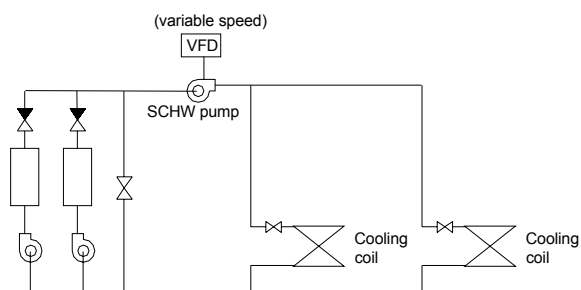 (variable speed)
VFD
SCHW pump
Cooling
coil
Cooling
coil